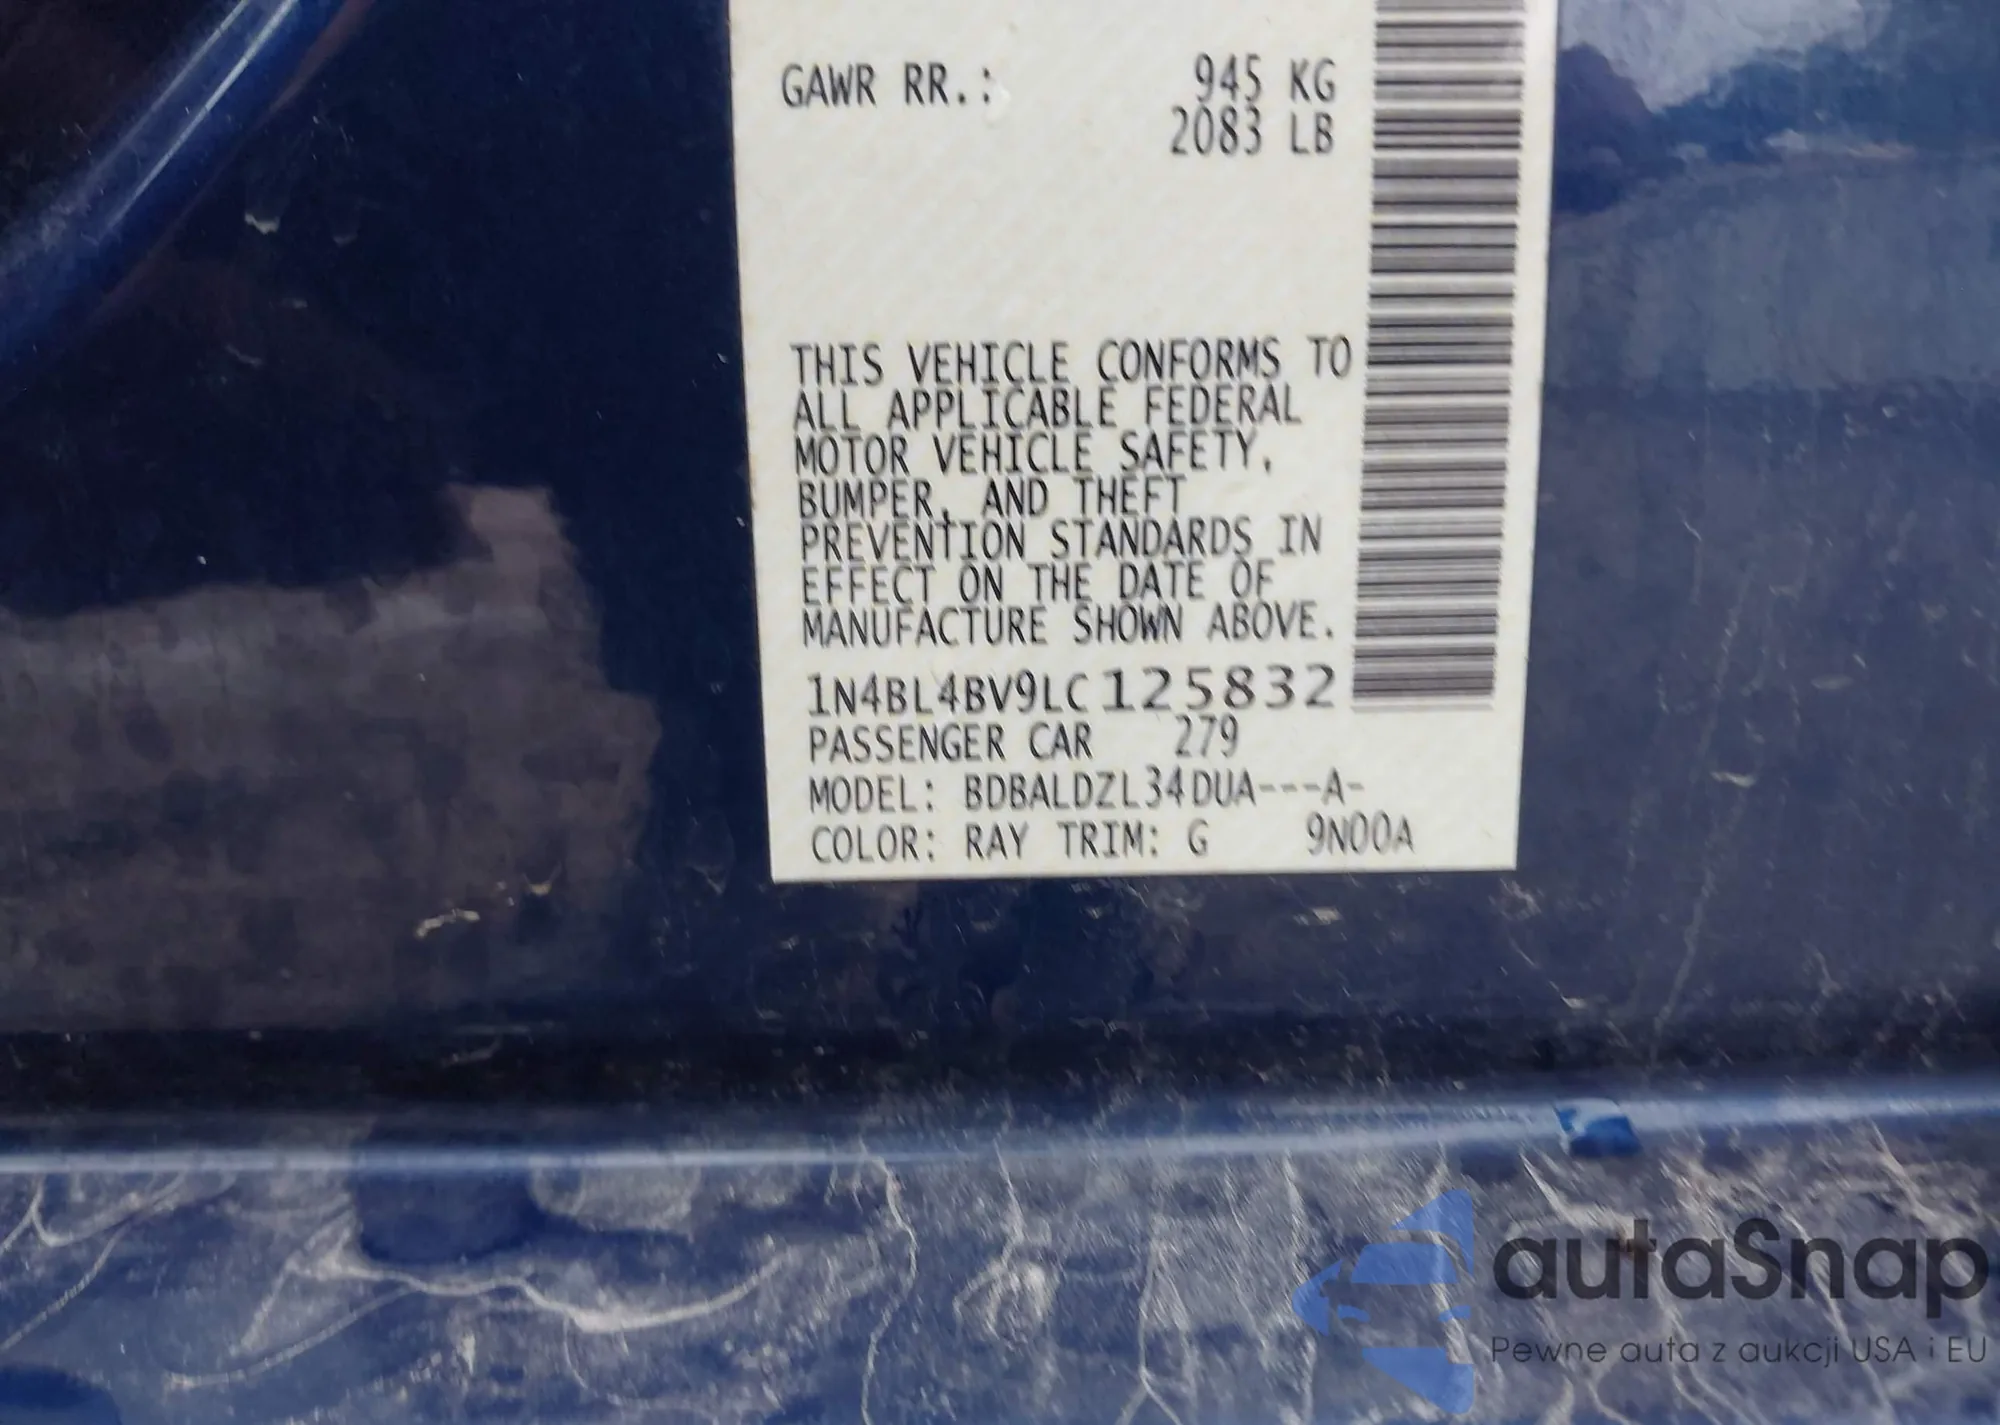 GAWR RR.: 945 KG
2083 LB
THIS VEHICLE CONFORMS TO
ALL APPLICABLE FEDERAL
MOTOR VEHICLE SAFETY,
BUMPER, AND THEFT
PREVENTION STANDARDS IN
EFFECT ON THE DATE OF
MANUFACTURE SHOWN ABOVE.
1N4BL4BV9LC125832
PASSENGER CAR 279
MODEL: BDBALDZL34DUA---A-
COLOR: RAY TRIM: G 9N00A
autaSnap
Pewne auta z aukcji USA i EU